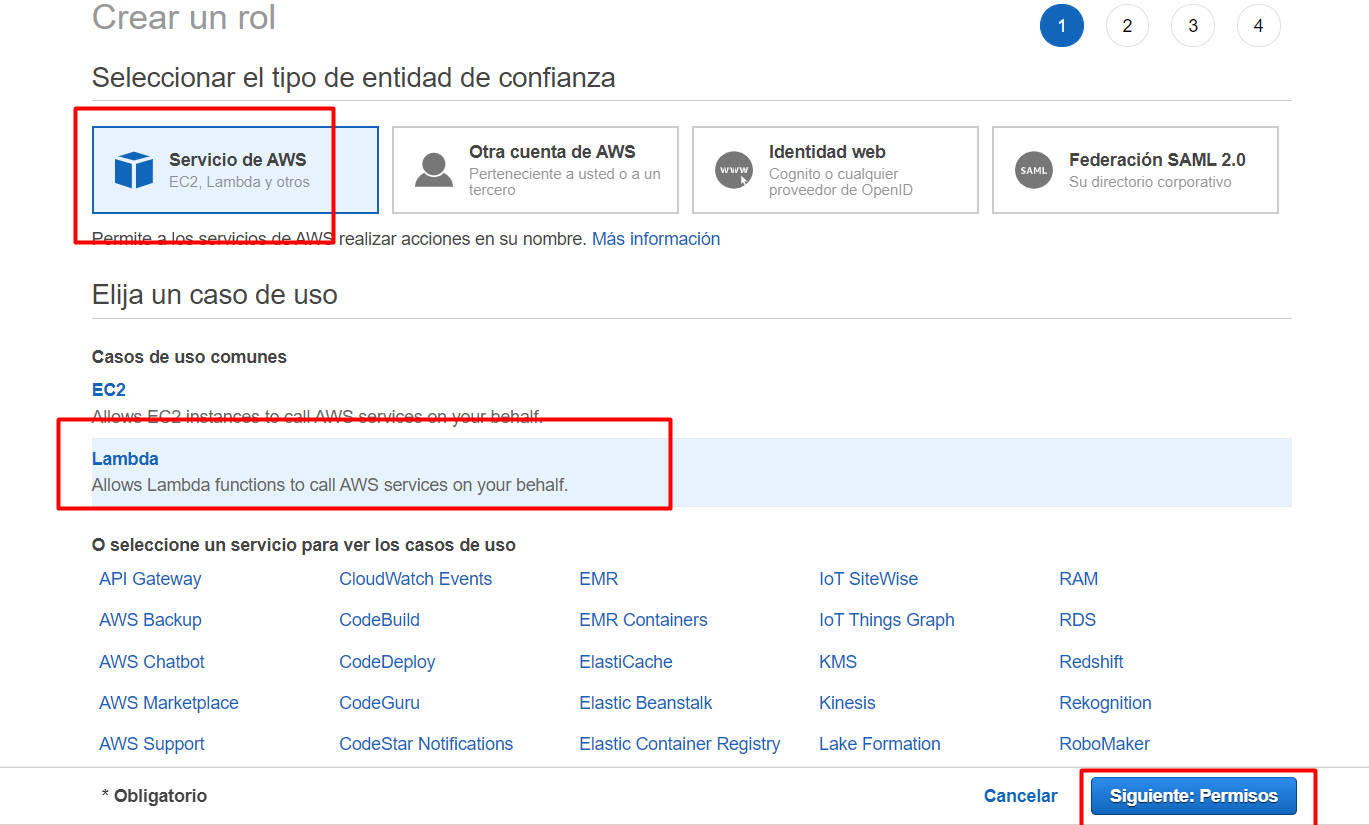 Crear un rol
1 2 3 4
Seleccionar el tipo de entidad de confianza
Servicio de AWS
EC2, Lambda y otros
Otra cuenta de AWS
Perteneciente a usted o a un
tercero
WWW
Identidad web
Cognito o cualquier
proveedor de OpenID
SAML
Federación SAML 2.0
Su directorio corporativo
Permite a los servicios de AWS realizar acciones en su nombre. Más información
Elija un caso de uso
Casos de uso comunes
EC2
Allows EC2 instances to call AWS services on your behalf.
Lambda
Allows Lambda functions to call AWS services on your behalf.
O seleccione un servicio para ver los casos de uso
API Gateway CloudWatch Events EMR IoT SiteWise RAM
AWS Backup CodeBuild EMR Containers IoT Things Graph RDS
AWS Chatbot CodeDeploy ElastiCache KMS Redshift
AWS Marketplace CodeGuru Elastic Beanstalk Kinesis Rekognition
AWS Support CodeStar Notifications Elastic Container Registry Lake Formation RoboMaker
* Obligatorio Cancelar Siguiente: Permisos